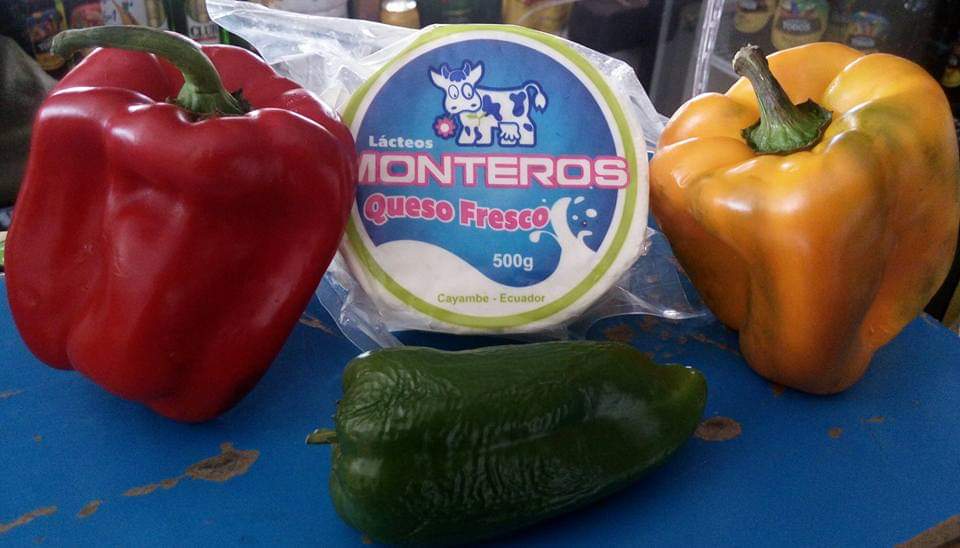 Lácteos
MONTEROS
Queso Fresco
500g
Cayambe - Ecuador